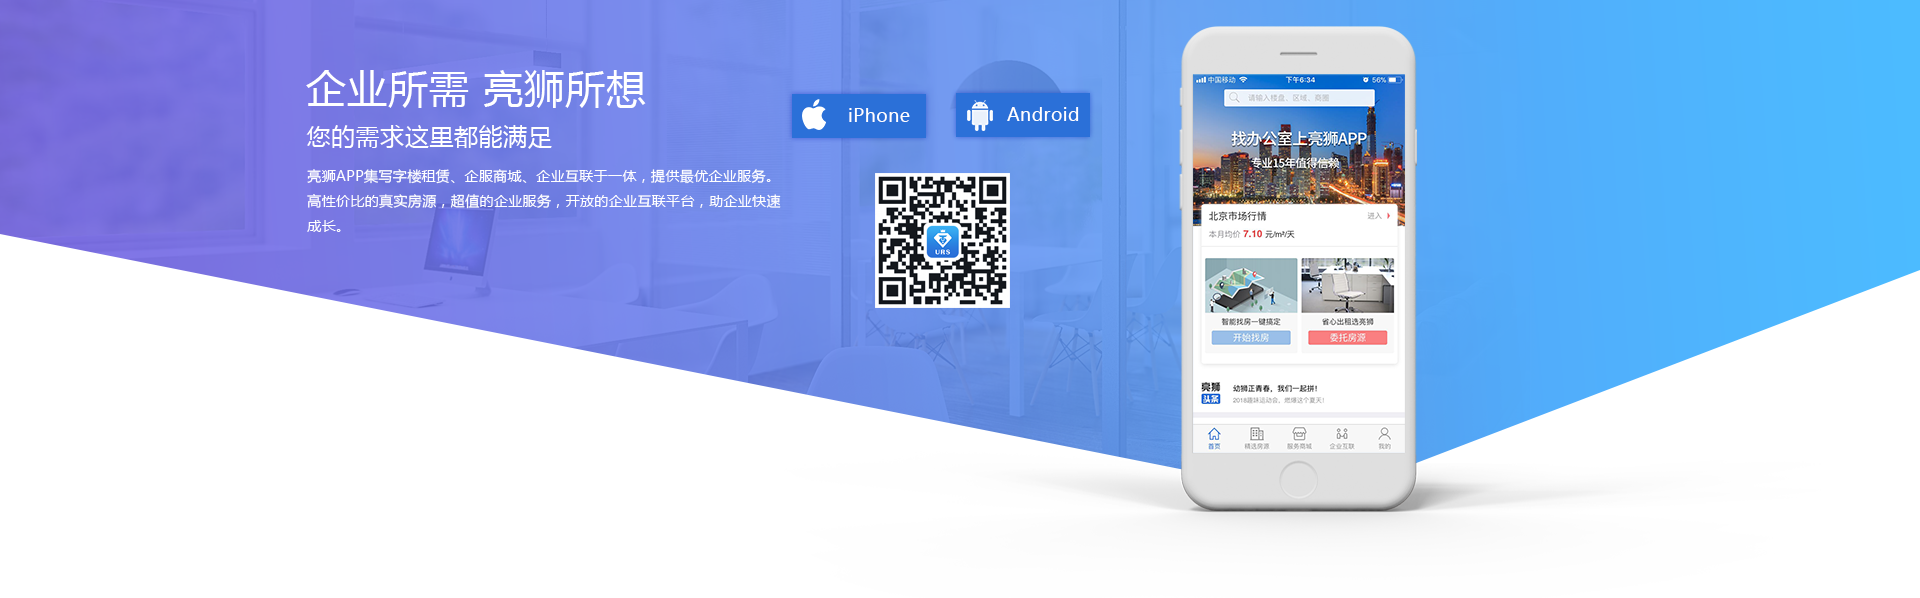 企业所需 亮狮所想
您的需求这里都能满足
亮狮APP集写字楼租赁、企服商城、企业互联于一体，提供最优企业服务。
高性价比的真实房源，超值的企业服务，开放的企业互联平台，助企业快速
成长。
iPhone
Android
URS
中国移动
下午6:34
56%
请输入楼盘、区域、商圈
找办公室上亮狮APP
专业15年值得信赖
北京市场行情
进入
本月均价 7.10 元/m²/天
智能找房一键搞定
开始找房
省心出租选亮狮
委托房源
亮狮
头条
幼狮正青春，我们一起拼！
2018趣味运动会，燃爆这个夏天！
首页
精选房源
服务商城
企业互联
我的